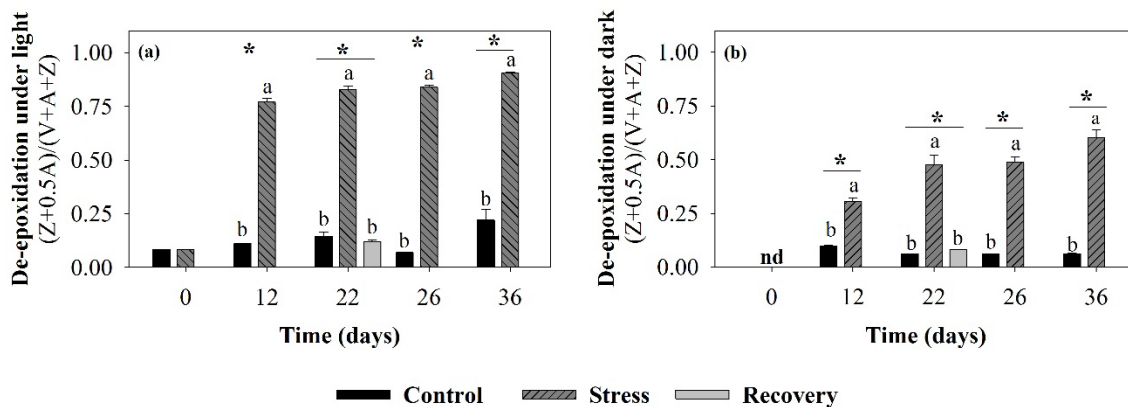 De-epoxidation under light
(Z+0.5A)/(V+A+Z)
(a)
1.00
0.75
0.50
0.25
0.00
* * * *
a a a a
b b b b b
0 12 22 26 36
Time (days)
De-epoxidation under dark
(Z+0.5A)/(V+A+Z)
(b)
1.00
0.75
0.50
0.25
0.00
* * * *
a a a a
nd b b b b b
0 12 22 26 36
Time (days)
Control Stress Recovery